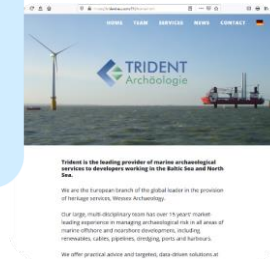 HOME TEAM SERVICES NEWS CONTACT
TRIDENT
Archäologie
Trident is the leading provider of marine archaeological
services to developers working in the Baltic Sea and North
Sea.
We are the European branch of the global leader in the provision
of heritage services, Wessex Archaeology.
Our large, multi-disciplinary team has over 15 years' market
leading experience in managing archaeological risk in all areas of
marine offshore and nearshore development, including
renewables, cables, pipelines, dredging, ports and harbours.
We offer practical advice and targeted, data-driven solutions at